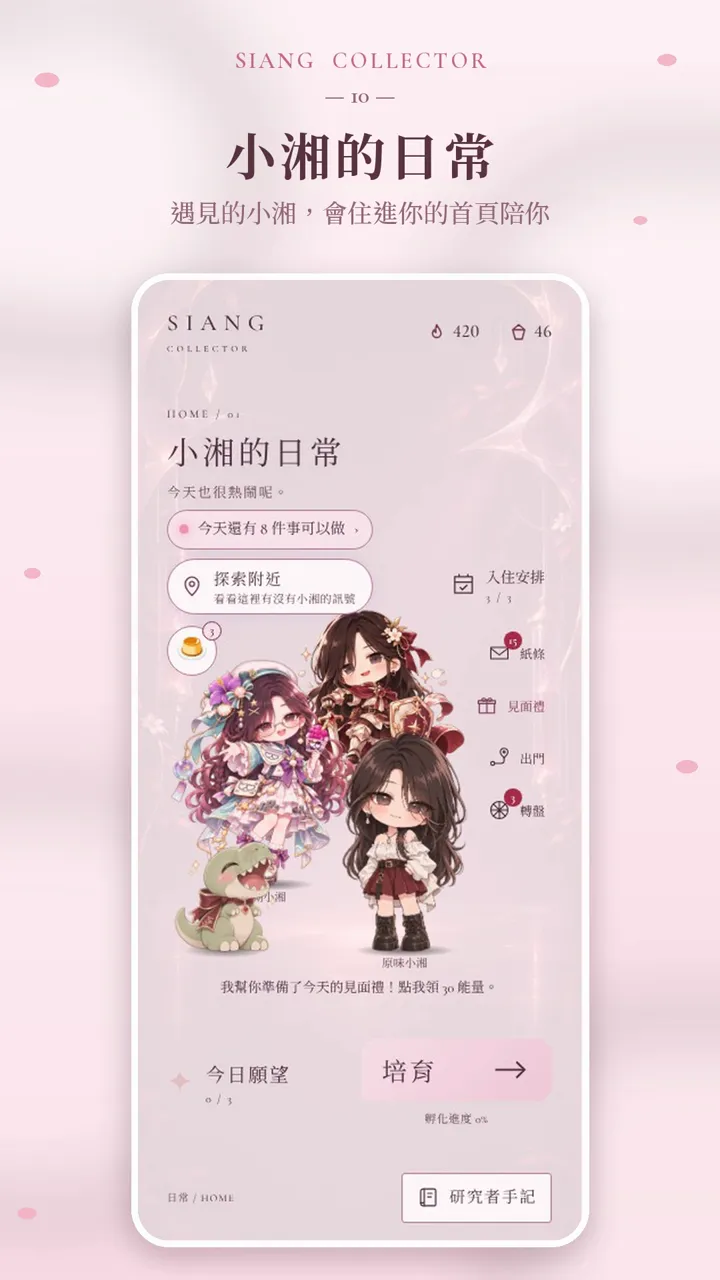 SIANG COLLECTOR
— 10 —
小湘的日常
遇見的小湘，會住進你的首頁陪你
SIANG
COLLECTOR
420
46
HOME / 01
小湘的日常
今天也很熱鬧呢。
今天還有 8 件事可以做 ›
探索附近
看看這裡有沒有小湘的訊號
入住安排
3 / 3
3
15
紙條
見面禮
出門
3
轉盤
小湘
原味小湘
我幫你準備了今天的見面禮！點我領 30 能量。
今日願望
0 / 3
培育 →
孵化進度 0%
日常 / HOME
研究者手記